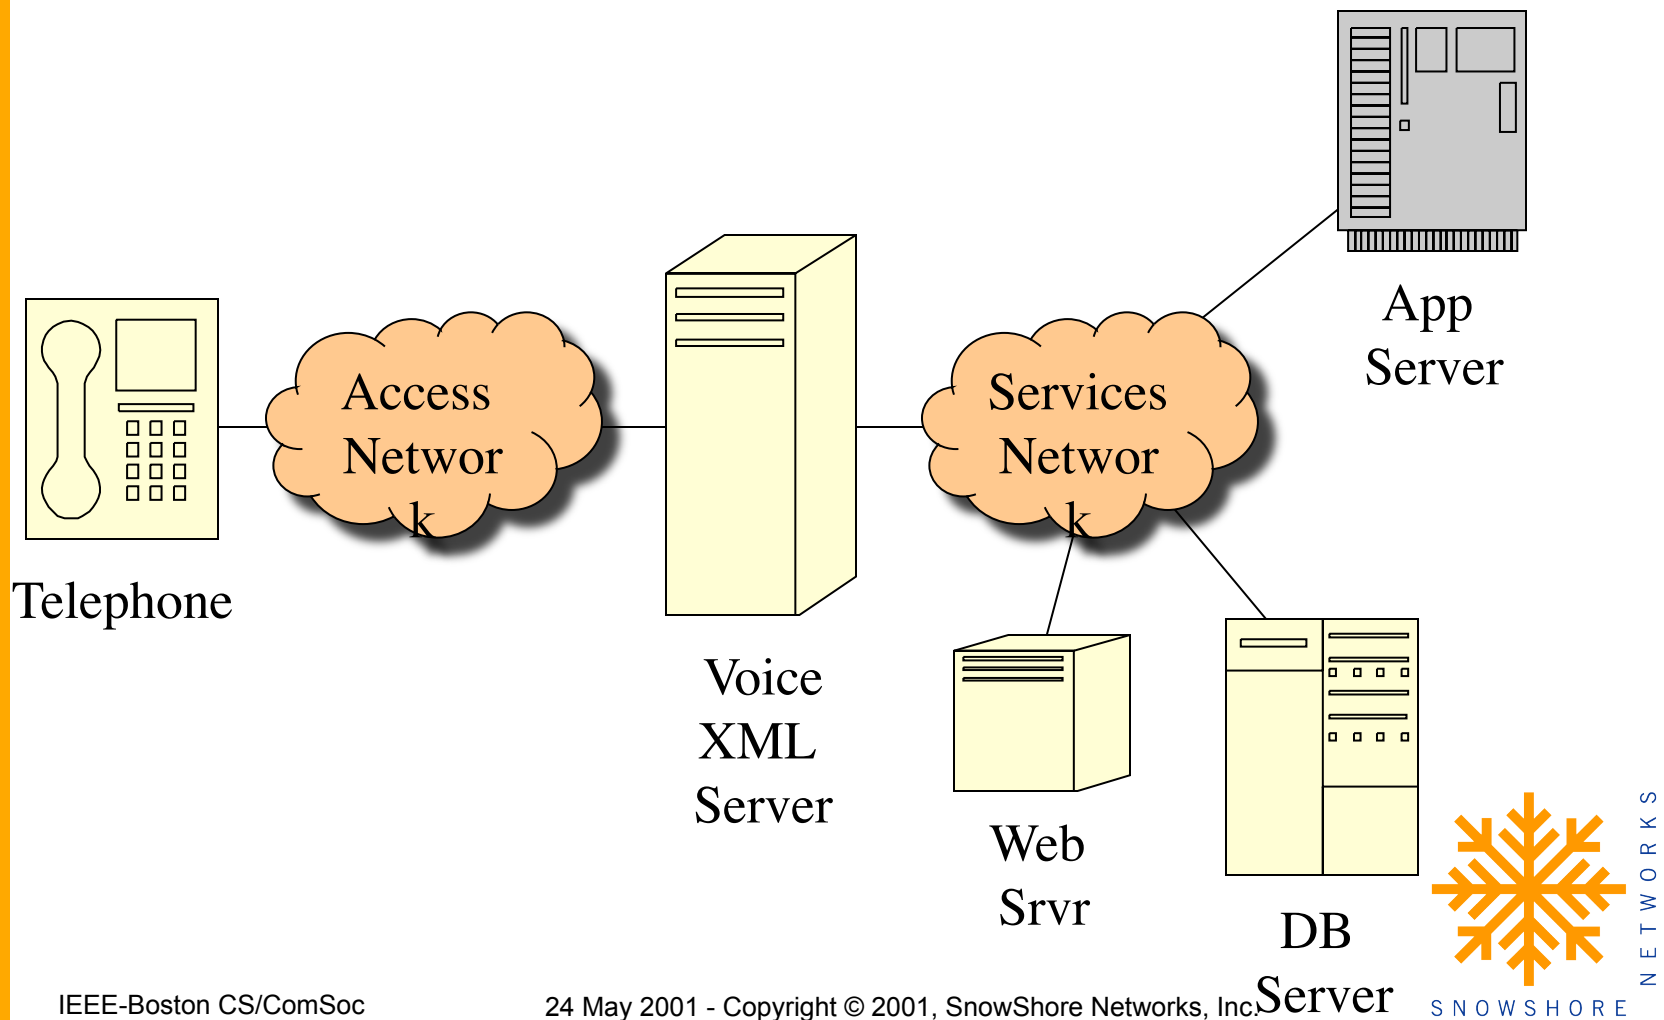 App
Server
Access
Networ
k
Services
Networ
k
Telephone
Voice
XML
Server
Web
Srvr
DB
Server
NETWORKS
SNOWSHORE
IEEE-Boston CS/ComSoc
24 May 2001 - Copyright © 2001, SnowShore Networks, Inc.